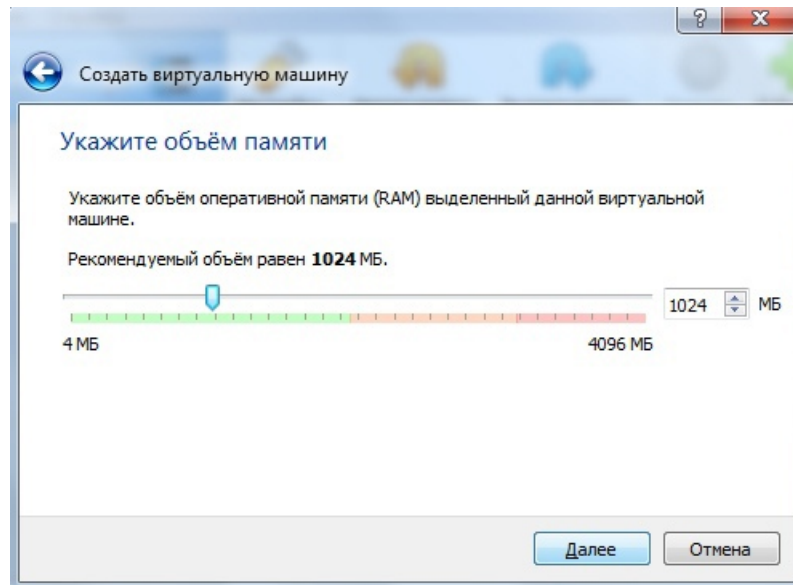 Создать виртуальную машину
Укажите объём памяти
Укажите объём оперативной памяти (RAM) выделенный данной виртуальной
машине.
Рекомендуемый объём равен 1024 МБ.
1024 МБ
4 МБ 4096 МБ
Далее Отмена